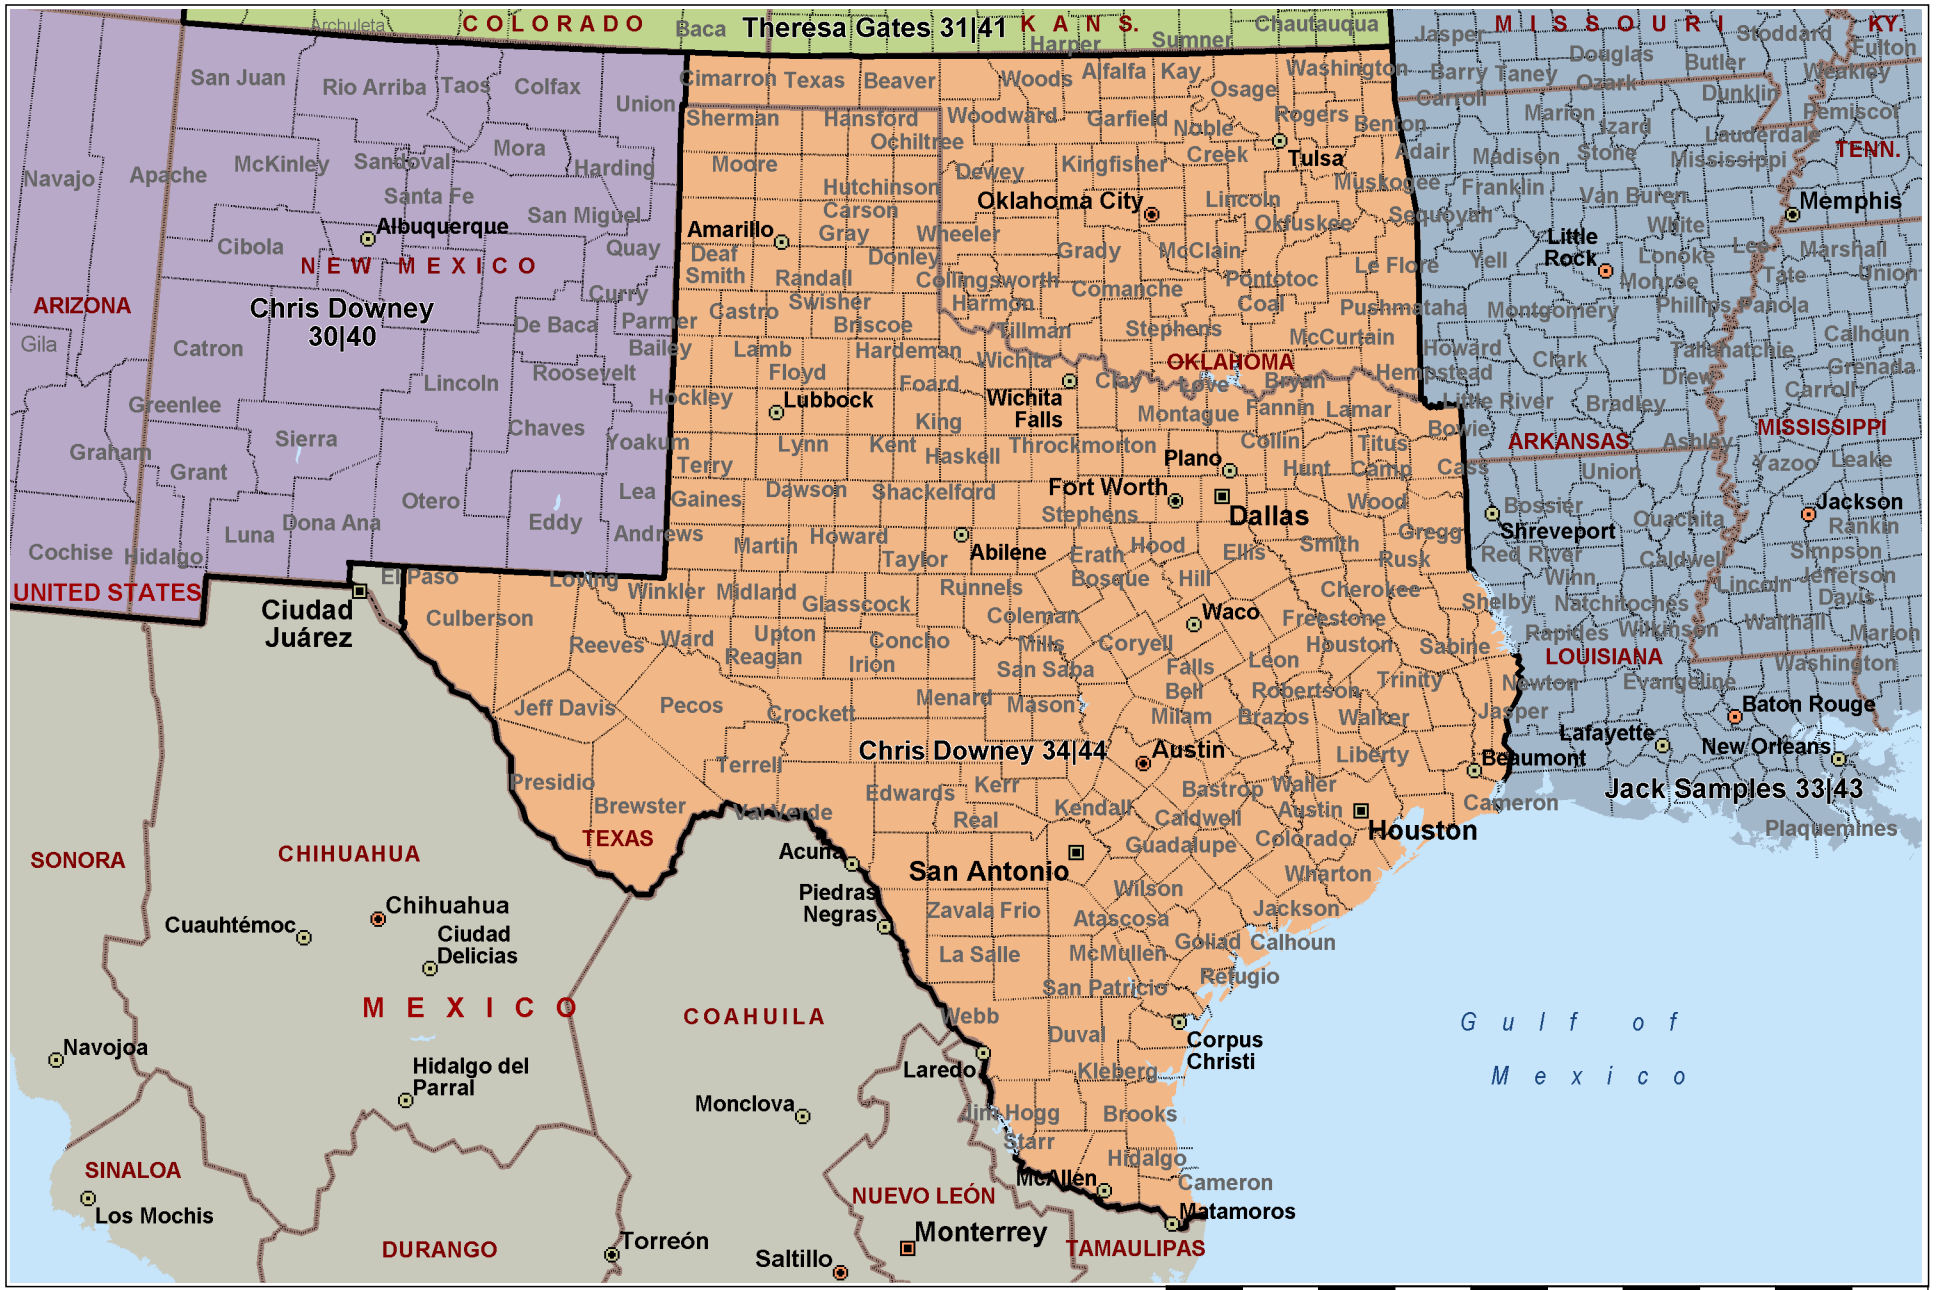 Archuleta
COLORADO
Baca
Theresa Gates 31|41
KANS.
Harper
Sumner
Chautauqua
Jasper
MISSOURI
Stoddard
KY.
Fulton
San Juan
Rio Arriba
Taos
Colfax
Union
Cimarron
Texas
Beaver
Woods
Alfalfa
Kay
Osage
Washington
Barry
Taney
Douglas
Ozark
Butler
Weakley
Carroll
Dunklin
Sherman
Hansford
Ochiltree
Woodward
Garfield
Noble
Rogers
Benton
Marion
Izard
Lauderdale
Pemiscot
TENN.
McKinley
Sandoval
Mora
Harding
Moore
Dewey
Kingfisher
Creek
Tulsa
Adair
Madison
Stone
Mississippi
Navajo
Apache
Santa Fe
Hutchinson
Muskogee
Franklin
Van Buren
Memphis
San Miguel
Carson
Oklahoma City
Lincoln
Sequoyah
Albuquerque
Amarillo
Gray
Wheeler
Okfuskee
White
Little
Rock
Cibola
Quay
Deaf
Smith
Donley
Grady
McClain
Yell
Lonoke
Lee
Marshall
NEW MEXICO
Randall
Collingsworth
Pontotoc
Le Flore
Monroe
Tate
Union
ARIZONA
Chris Downey
30|40
Curry
Swisher
Harmon
Comanche
Coal
Pushmataha
Montgomery
Phillips
Panola
De Baca
Parmer
Castro
Briscoe
Tillman
Stephens
McCurtain
Calhoun
Gila
Catron
Bailey
Lamb
Hardeman
Wichita
OKLAHOMA
Howard
Clark
Tallahatchie
Grenada
Lincoln
Roosevelt
Floyd
Foard
Clay
Love
Bryan
Hempstead
Drew
Carroll
Greenlee
Hockley
Lubbock
Wichita
Falls
Montague
Fannin
Lamar
Little River
Bradley
Sierra
Chaves
Yoakum
King
Bowie
ARKANSAS
Ashley
MISSISSIPPI
Graham
Grant
Lynn
Kent
Haskell
Throckmorton
Collin
Titus
Terry
Plano
Hunt
Camp
Cass
Union
Yazoo
Leake
Otero
Lea
Gaines
Dawson
Shackelford
Fort Worth
Wood
Bossier
Jackson
Luna
Dona Ana
Eddy
Stephens
Dallas
Shreveport
Ouachita
Rankin
Cochise
Hidalgo
Andrews
Martin
Howard
Taylor
Abilene
Erath
Hood
Ellis
Smith
Gregg
Rusk
Red River
Caldwell
Simpson
UNITED STATES
El Paso
Loving
Winkler
Midland
Runnels
Bosque
Hill
Cherokee
Winn
Lincoln
Jefferson
Davis
Ciudad
Juárez
Culberson
Glasscock
Coleman
Waco
Freestone
Shelby
Natchitoches
Walthall
Reeves
Ward
Upton
Reagan
Concho
Irion
Mills
San Saba
Coryell
Falls
Leon
Houston
Sabine
Rapides
Wilkinson
Marion
LOUISIANA
Washington
Jeff Davis
Pecos
Crockett
Menard
Mason
Bell
Milam
Robertson
Brazos
Trinity
Walker
Newton
Jasper
Evangeline
Baton Rouge
Lafayette
New Orleans
Chris Downey 34|44
Austin
Liberty
Beaumont
Presidio
Terrell
Edwards
Kerr
Bastrop
Waller
Jack Samples 33|43
Brewster
Val Verde
Real
Kendall
Caldwell
Austin
Cameron
Plaquemines
TEXAS
Houston
SONORA
CHIHUAHUA
Acuña
Guadalupe
Colorado
San Antonio
Wharton
Piedras
Negras
Wilson
Chihuahua
Zavala
Frio
Atascosa
Jackson
Cuauhtémoc
Ciudad
Delicias
La Salle
McMullen
Goliad
Calhoun
San Patricio
Refugio
MEXICO
COAHUILA
Webb
Duval
Corpus
Christi
Gulf of
Mexico
Navojoa
Hidalgo del
Parral
Laredo
Kleberg
Monclova
Jim Hogg
Brooks
Starr
SINALOA
Hidalgo
McAllen
Cameron
Los Mochis
NUEVO LEÓN
Matamoros
DURANGO
Torreón
Monterrey
TAMAULIPAS
Saltillo